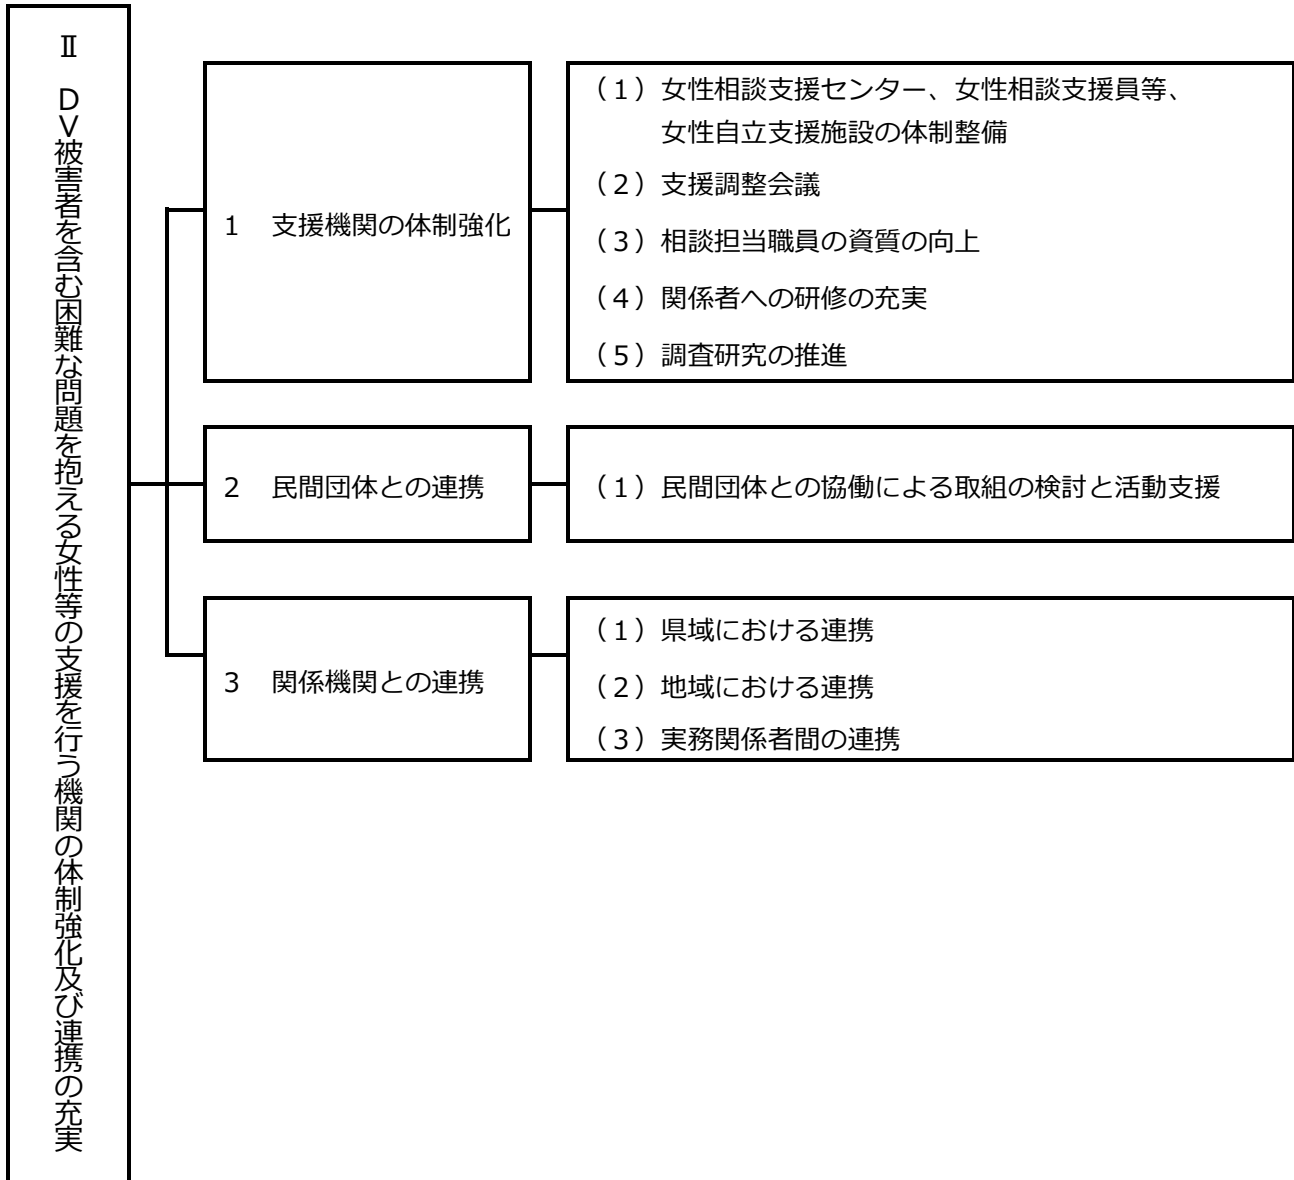 Ⅱ　ＤＶ被害者を含む困難な問題を抱える女性等の支援を行う機関の体制強化及び連携の充実
１　支援機関の体制強化
（１）女性相談支援センター、女性相談支援員等、
女性自立支援施設の体制整備
（２）支援調整会議
（３）相談担当職員の資質の向上
（４）関係者への研修の充実
（５）調査研究の推進
２　民間団体との連携
（１）民間団体との協働による取組の検討と活動支援
３　関係機関との連携
（１）県域における連携
（２）地域における連携
（３）実務関係者間の連携